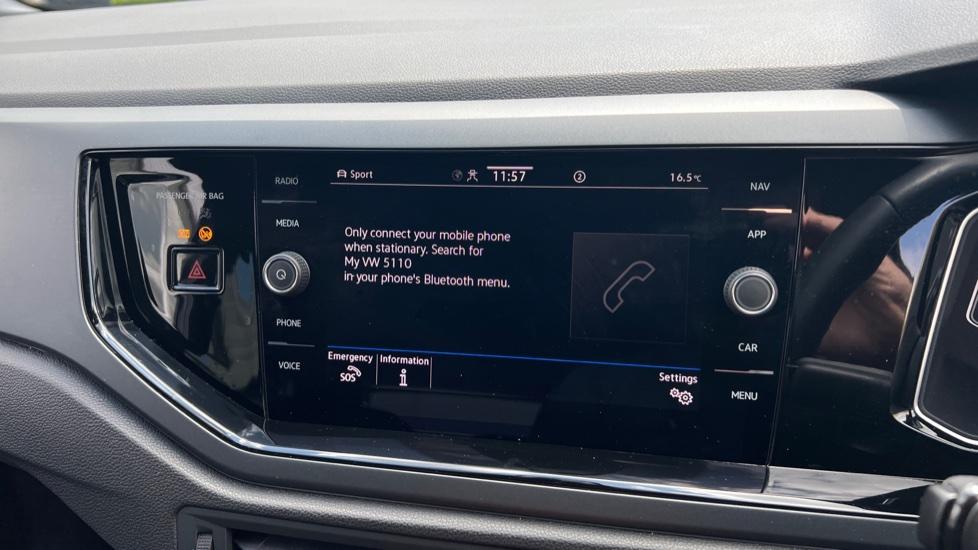 PASSENGER AIR BAG
RADIO
MEDIA
PHONE
VOICE
Sport
11:57
2
16.5°C
Only connect your mobile phone
when stationary. Search for
My VW 5110
in your phone's Bluetooth menu.
Emergency
SOS
Information
i
Settings
NAV
APP
CAR
MENU